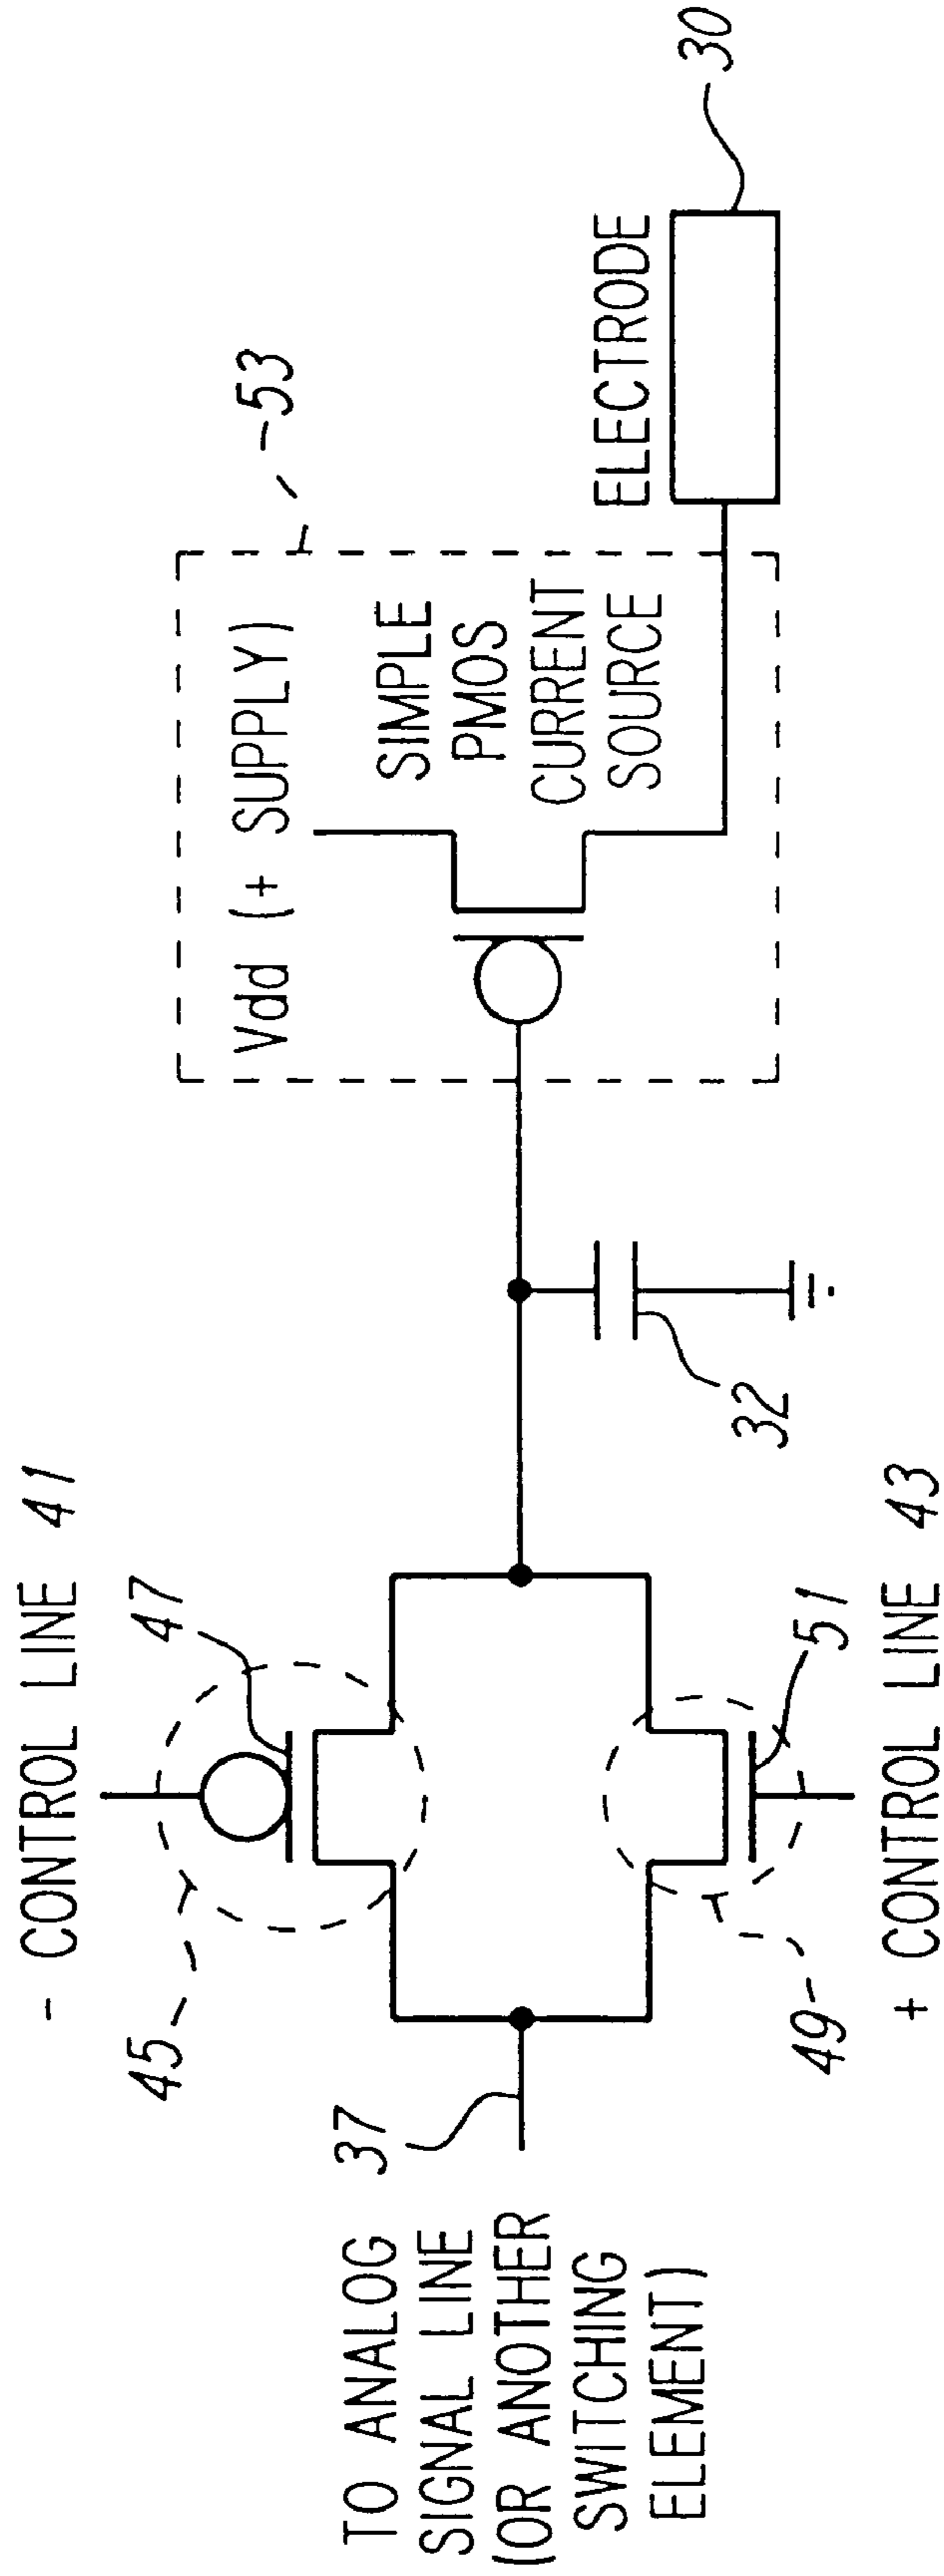 - CONTROL LINE 41
45
47
37
TO ANALOG
SIGNAL LINE
(OR ANOTHER
SWITCHING
ELEMENT)
49
51
+ CONTROL LINE 43
32
Vdd (+ SUPPLY)
53
SIMPLE
PMOS
CURRENT
SOURCE
ELECTRODE
30